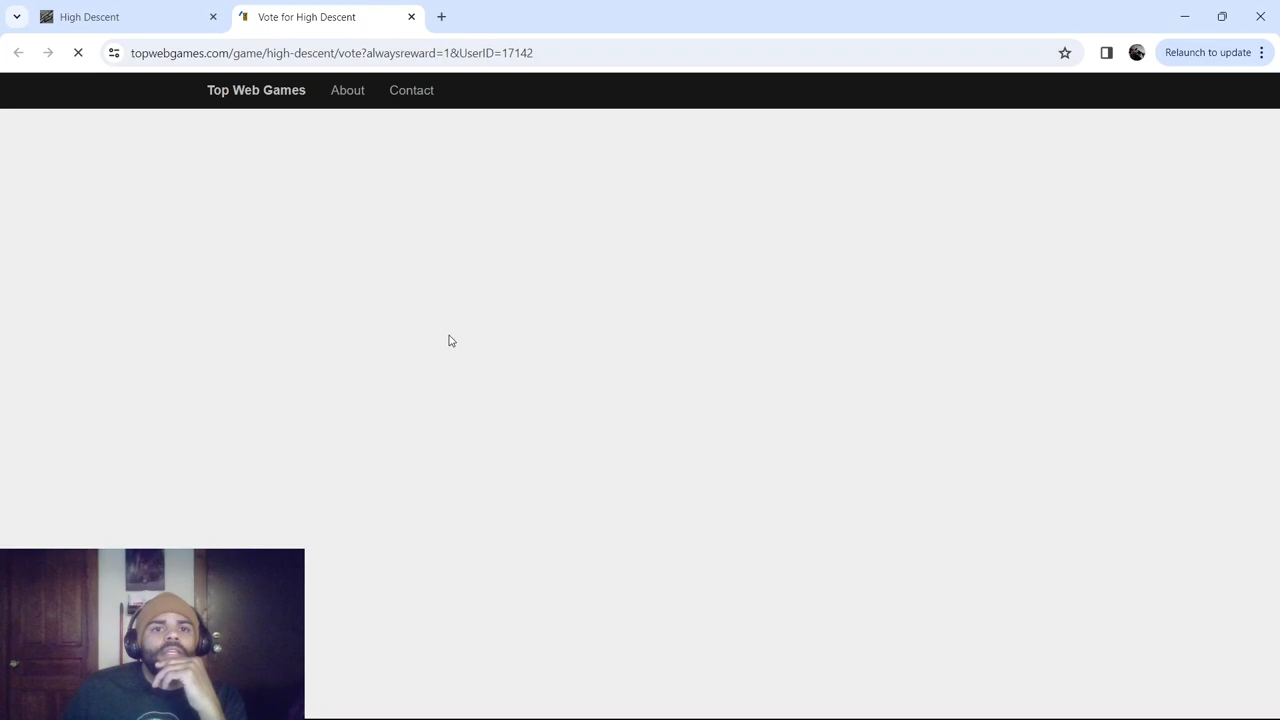 High Descent
Vote for High Descent
topwebgames.com/game/high-descent/vote?alwaysreward=1&UserID=17142
Relaunch to update
Top Web Games About Contact